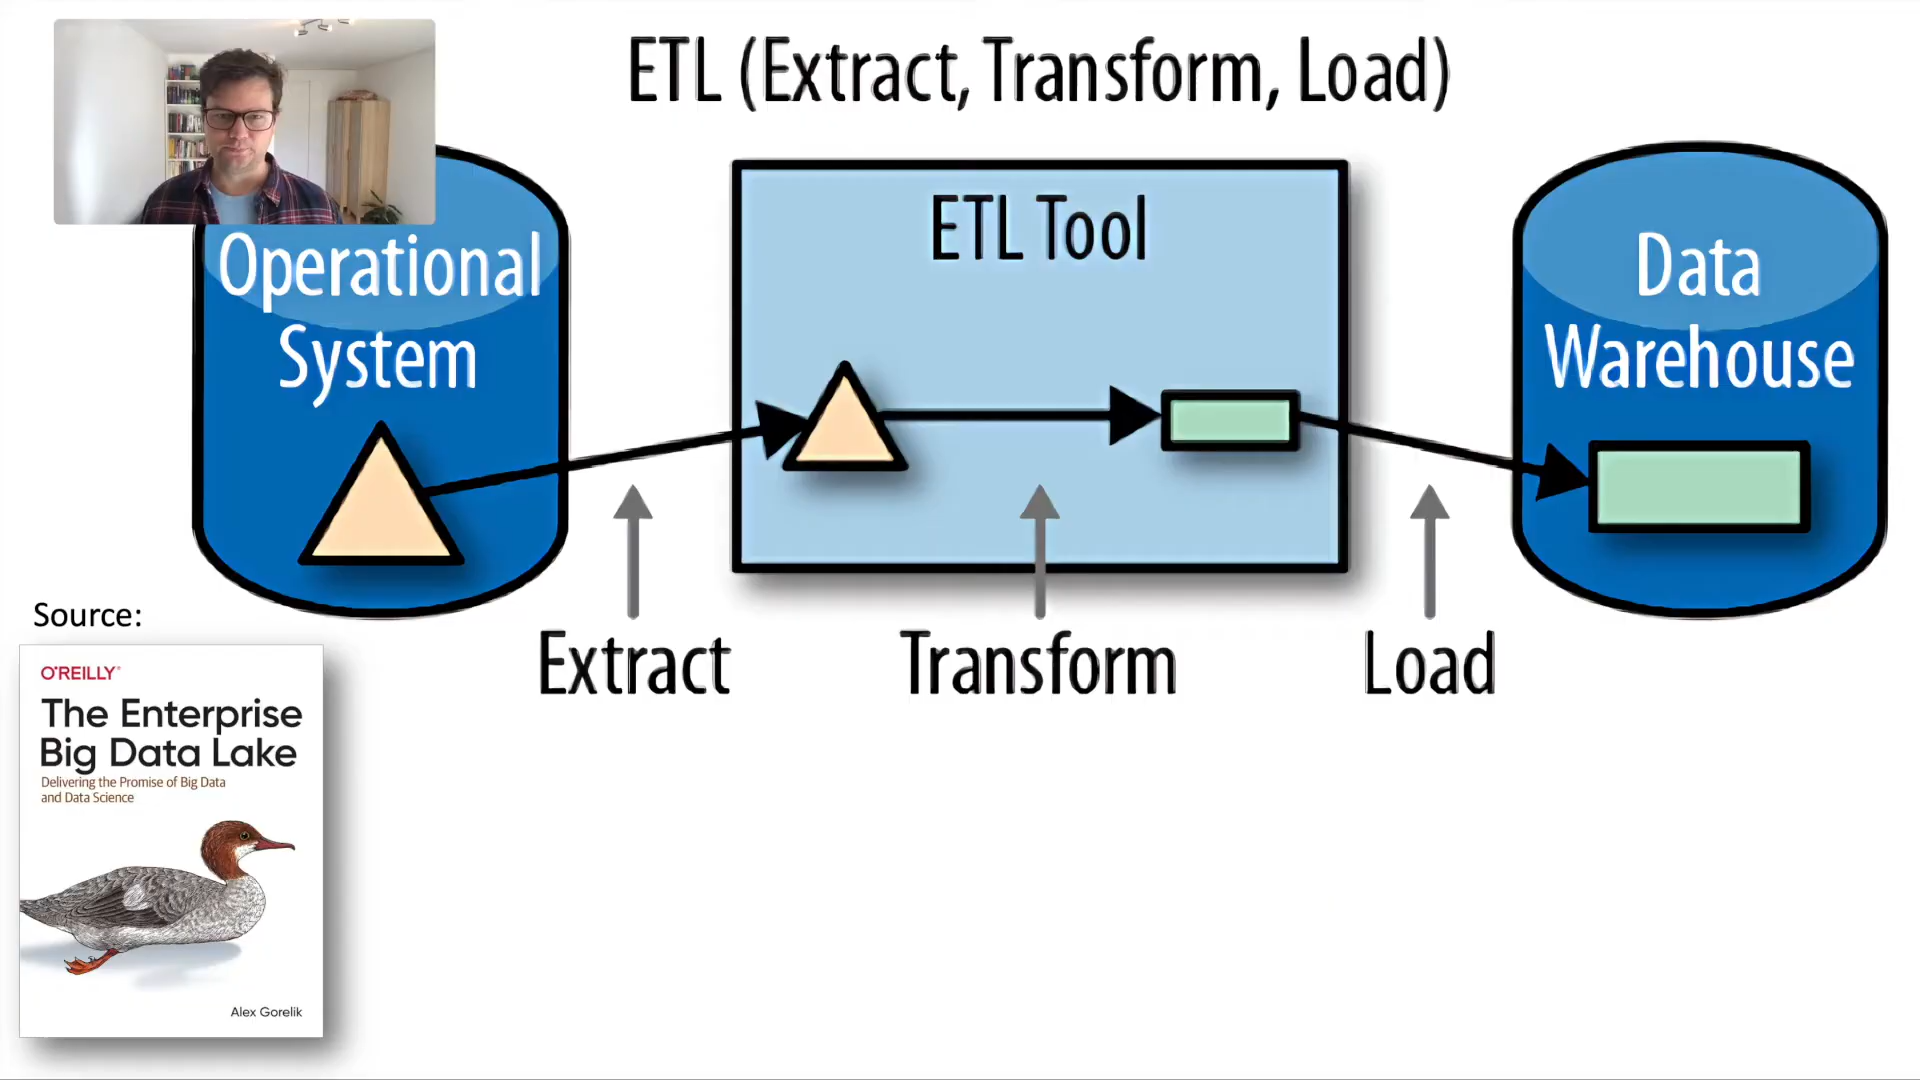 ETL (Extract, Transform, Load)
Operational
System
ETL Tool
Data
Warehouse
Extract
Transform
Load
Source:
O'REILLY®
The Enterprise
Big Data Lake
Delivering the Promise of Big Data
and Data Science
Alex Gorelik